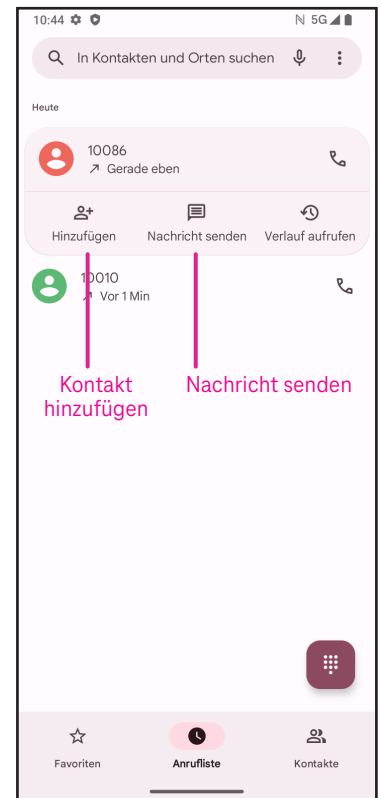 10:44 5G
In Kontakten und Orten suchen
Heute
10086
Gerade eben
Hinzufügen Nachricht senden Verlauf aufrufen
10010
Vor 1 Min
Kontakt hinzufügen
Nachricht senden
Favoriten Anrufliste Kontakte